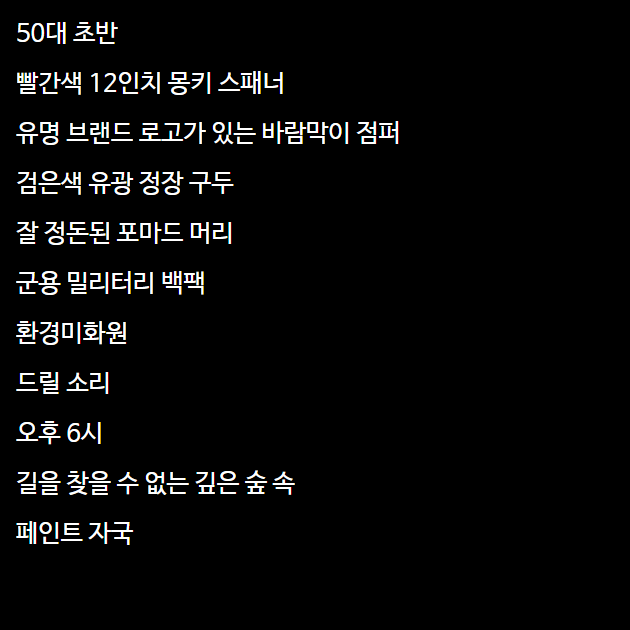 50대 초반
빨간색 12인치 몽키 스패너
유명 브랜드 로고가 있는 바람막이 점퍼
검은색 유광 정장 구두
잘 정돈된 포마드 머리
군용 밀리터리 백팩
환경미화원
드릴 소리
오후 6시
길을 찾을 수 없는 깊은 숲 속
페인트 자국